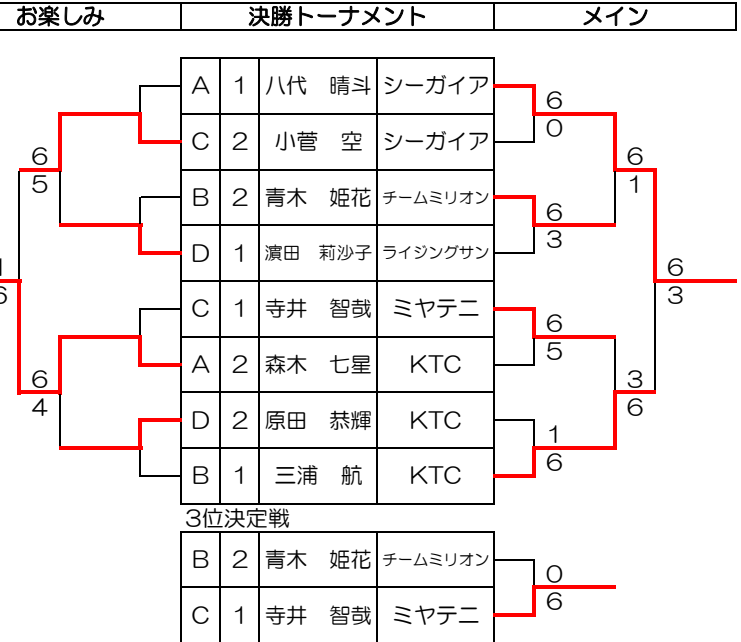 お楽しみ 決勝トーナメント メイン
A 1 八代 晴斗 シーガイア
6
0
C 2 小菅 空 シーガイア
6
5
6
1
B 2 青木 姫花 チームミリオン
6
3
D 1 濵田 莉沙子 ライジングサン
1
6
6
3
C 1 寺井 智哉 ミヤテニ
6
5
A 2 森木 七星 KTC
6
4
3
6
D 2 原田 恭輝 KTC
1
6
B 1 三浦 航 KTC
3位決定戦
B 2 青木 姫花 チームミリオン
0
6
C 1 寺井 智哉 ミヤテニ